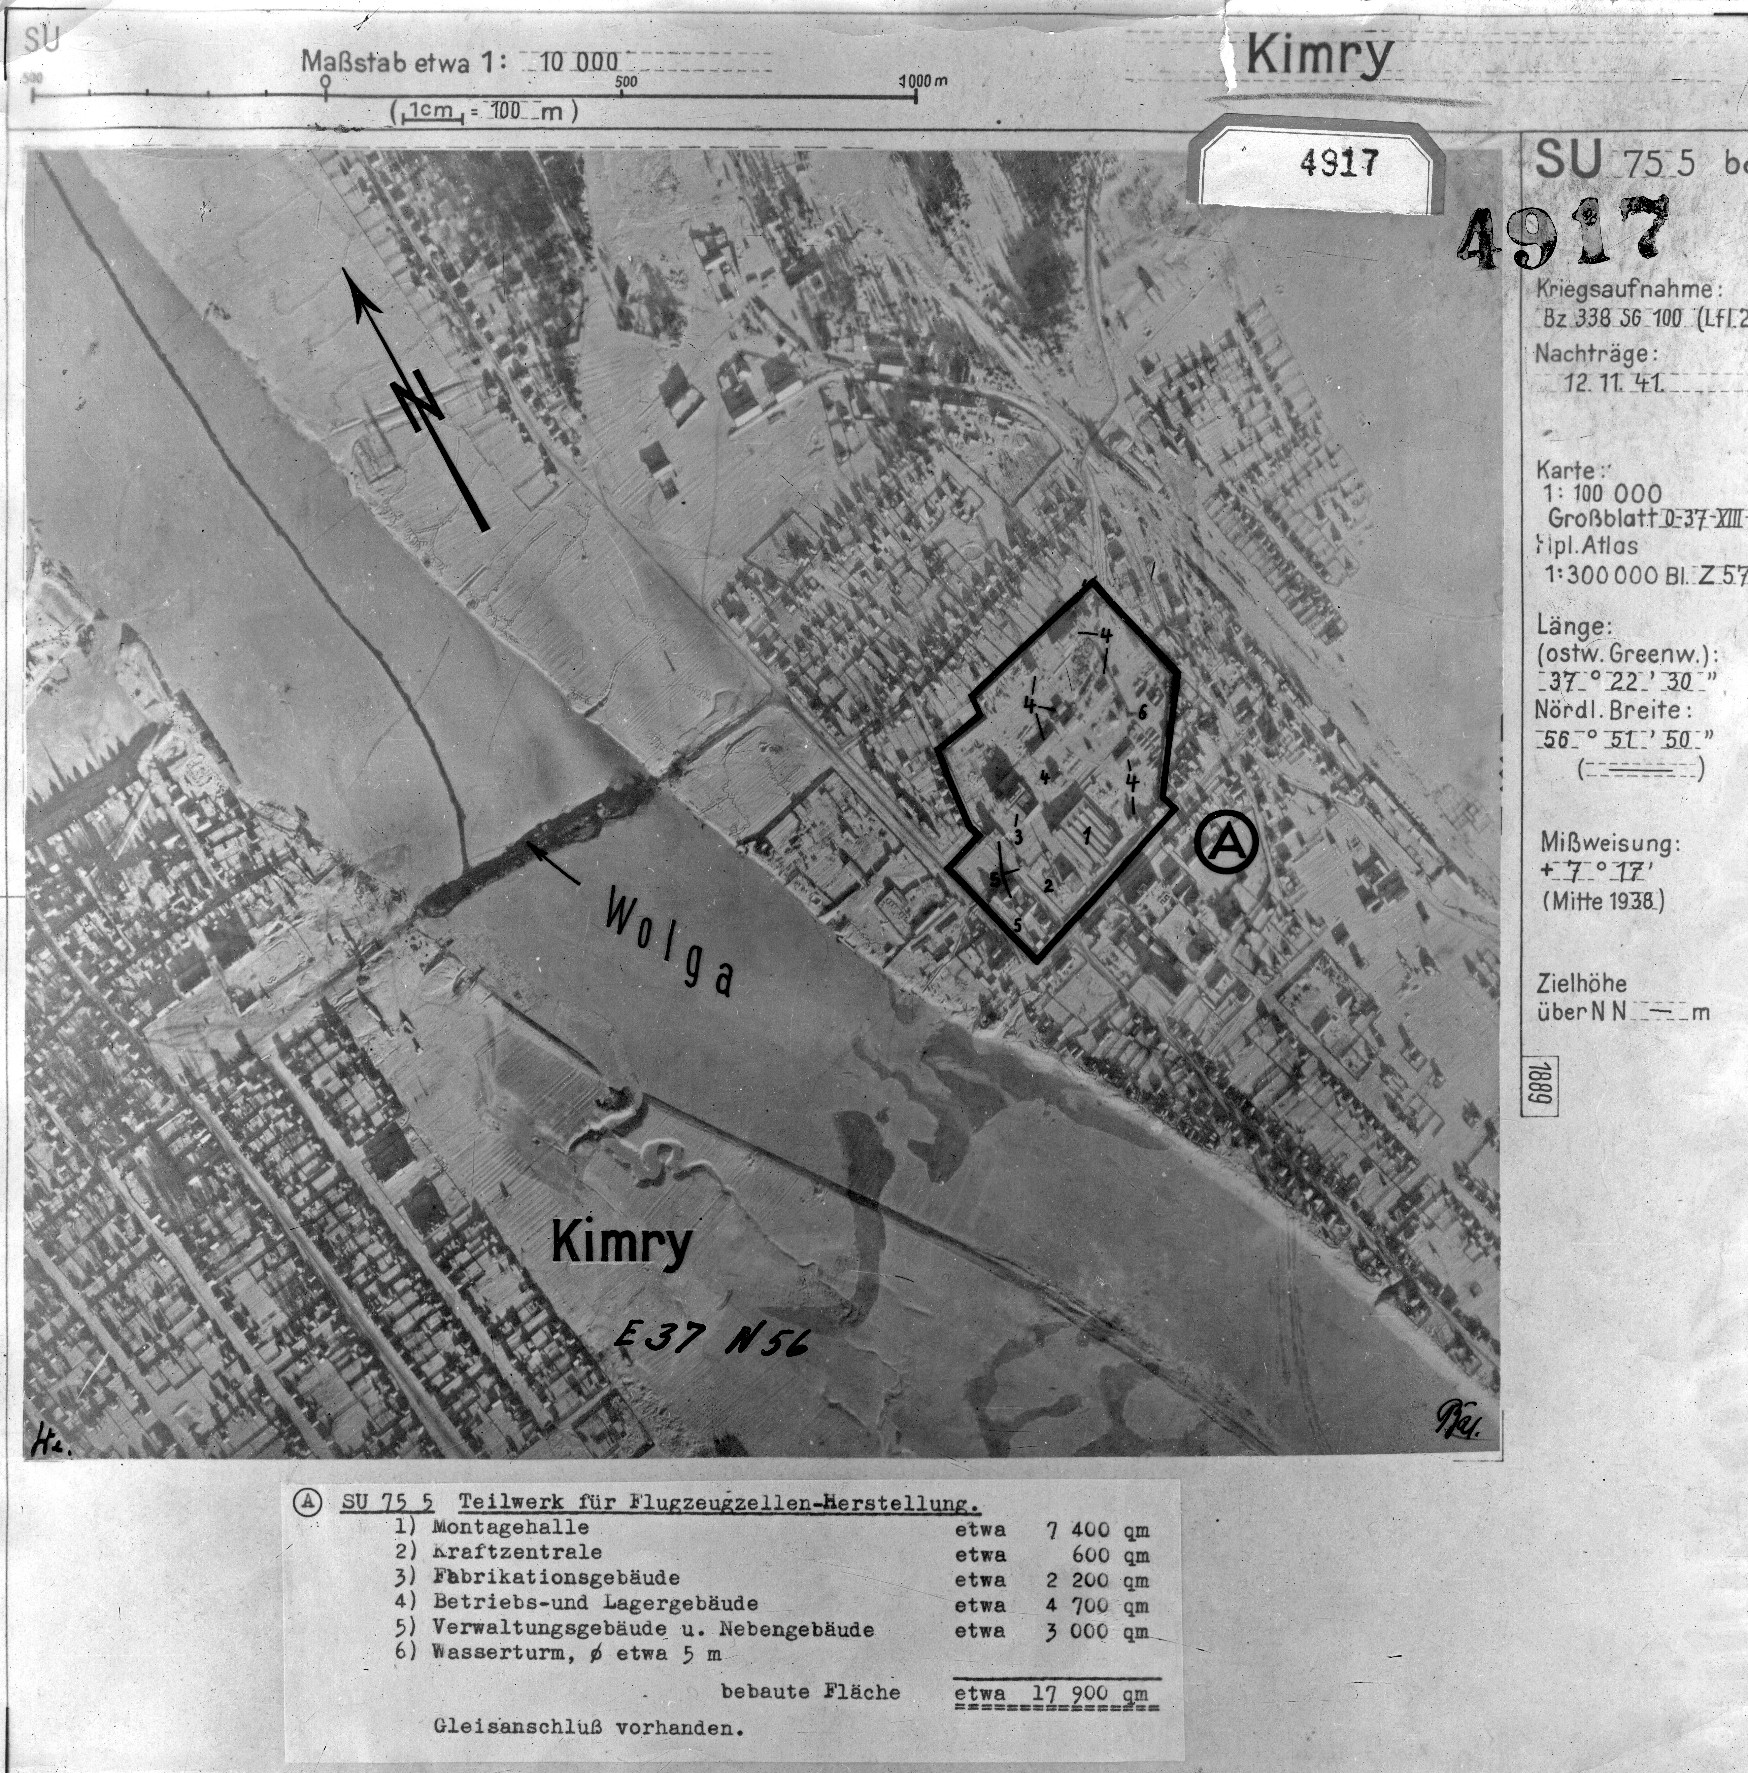 SU
Maßstab etwa 1: 10 000
Kimry
500 0 500 1000 m
(1cm = 100 m)
4917
SU 75 5
4917
Kriegsaufnahme:
Bz 338 SG 100 (Lfl.2
Nachträge:
12. 11. 41.
Karte:
1: 100 000
Großblatt O-37-XIII-
Hpl. Atlas
1:300 000 Bl. Z 57
Länge:
(ostw. Greenw.):
37 ° 22 ' 30 "
Nördl. Breite:
56 ° 51 ' 50 "
( )
Mißweisung:
+ 7 ° 17'
(Mitte 1938)
Zielhöhe
über N N — m
1889
N
4
4
6
4
4
3
1
A
5
2
5
Wolga
Kimry
E 37 N 56
A SU 75 5 Teilwerk für Flugzeugzellen-Herstellung.
1) Montagehalle etwa 7 400 qm
2) Kraftzentrale etwa 600 qm
3) Fabrikationsgebäude etwa 2 200 qm
4) Betriebs-und Lagergebäude etwa 4 700 qm
5) Verwaltungsgebäude u. Nebengebäude etwa 3 000 qm
6) Wasserturm, ∅ etwa 5 m
bebaute Fläche etwa 17 900 qm
Gleisanschluß vorhanden.